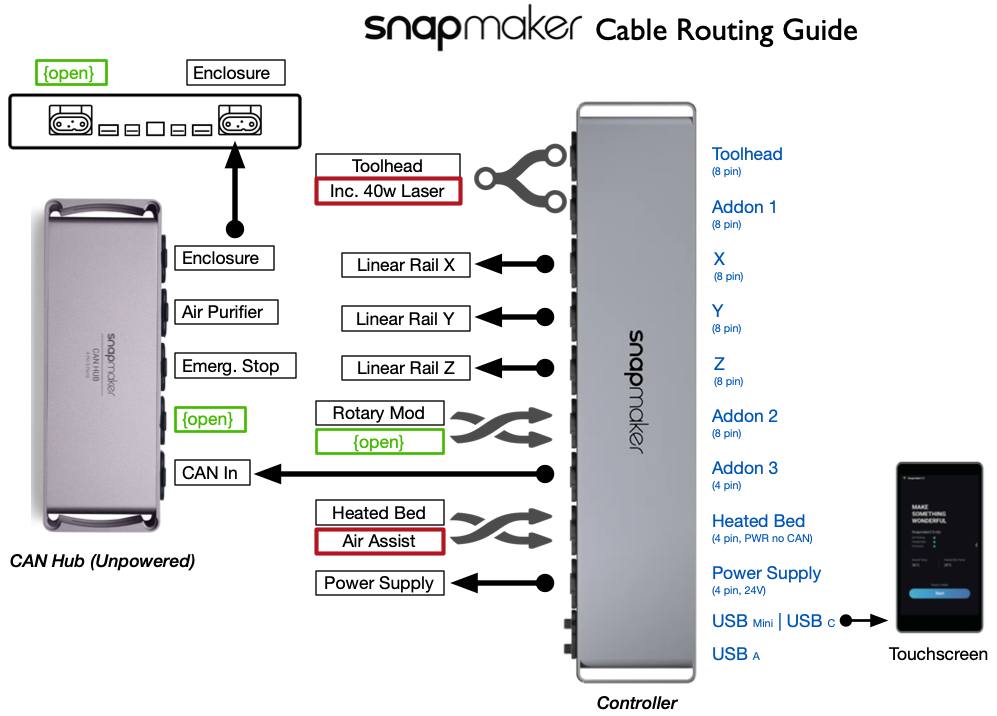 snapmaker Cable Routing Guide
{open}
Enclosure
Enclosure
Air Purifier
Emerg. Stop
{open}
CAN In
snapmaker
CAN HUB
CAN Hub (Unpowered)
Toolhead
Inc. 40w Laser
Linear Rail X
Linear Rail Y
Linear Rail Z
Rotary Mod
{open}
Heated Bed
Air Assist
Power Supply
snapmaker
Controller
Toolhead
(8 pin)
Addon 1
(8 pin)
X
(8 pin)
Y
(8 pin)
Z
(8 pin)
Addon 2
(8 pin)
Addon 3
(4 pin)
Heated Bed
(4 pin, PWR no CAN)
Power Supply
(4 pin, 24V)
USB Mini | USB C
USB A
MAKE
SOMETHING
WONDERFUL
Start
Touchscreen